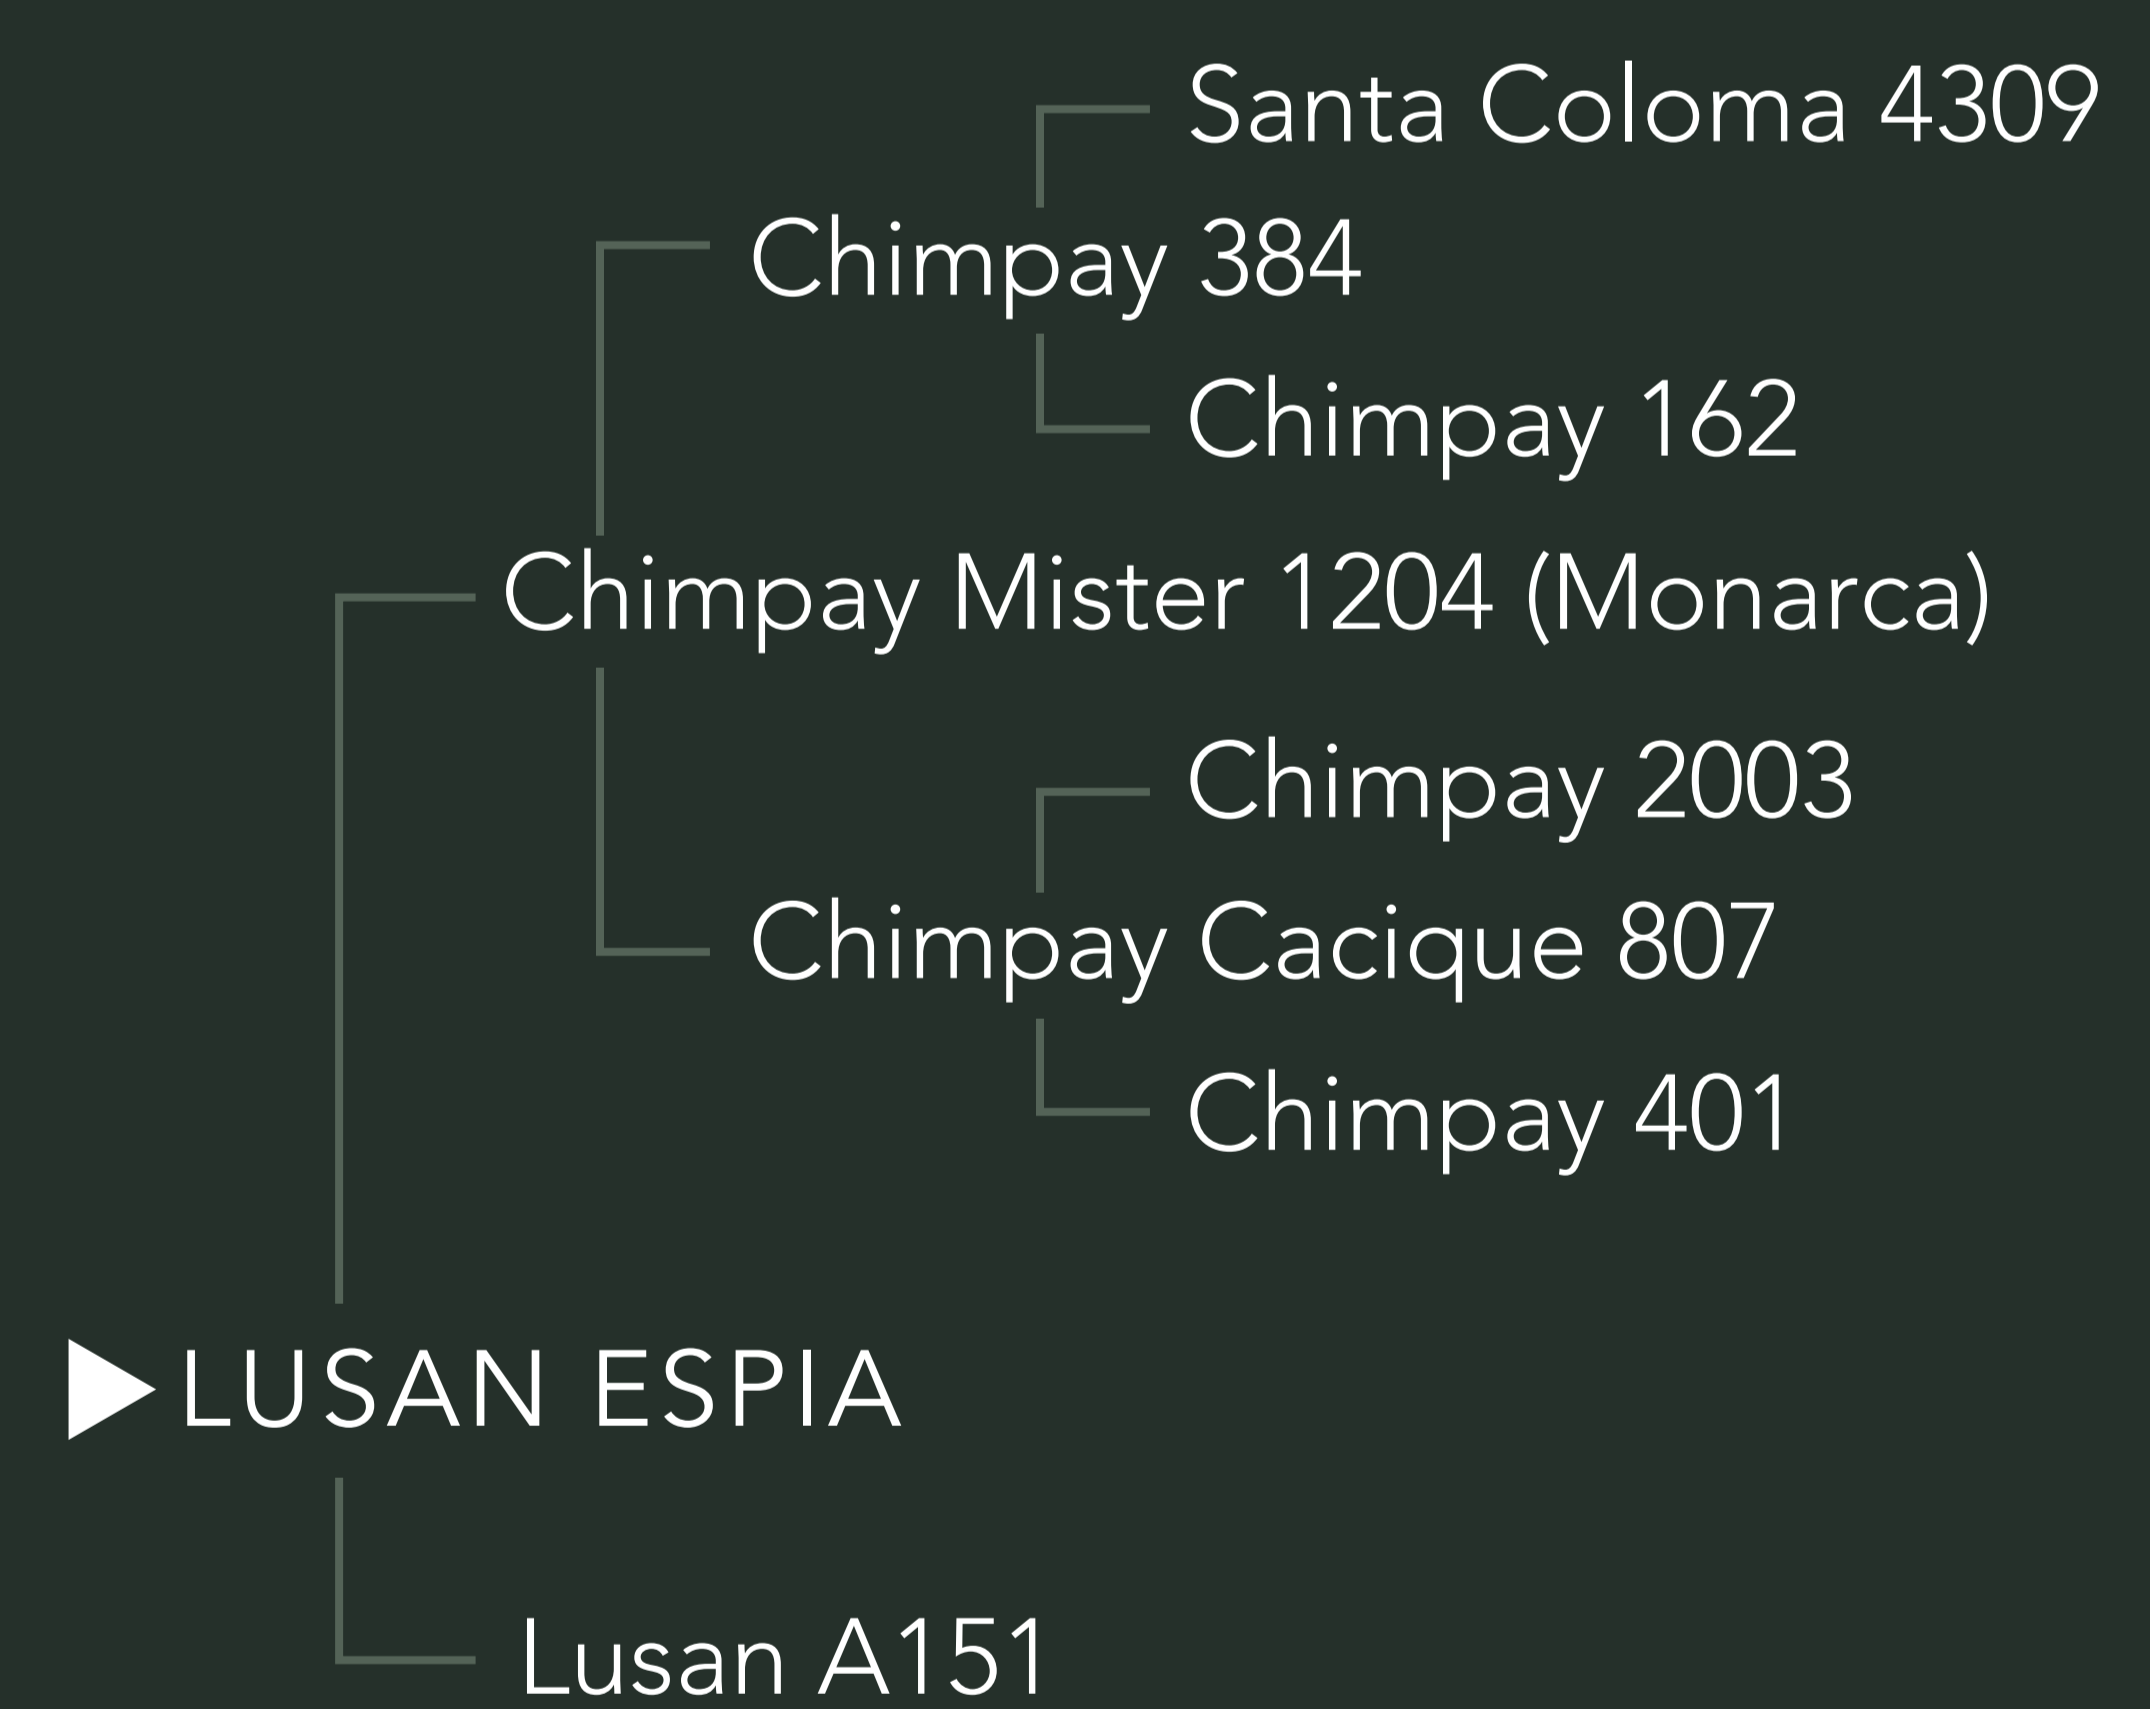 Santa Coloma 4309
Chimpay 384
Chimpay 162
Chimpay Mister 1204 (Monarca)
Chimpay 2003
Chimpay Cacique 807
Chimpay 401
LUSAN ESPIA
Lusan A151